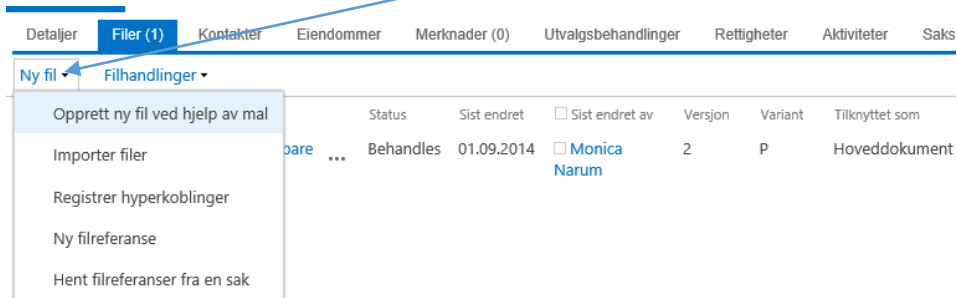 Detaljer Filer (1) Kontakter Eiendommer Merknader (0) Utvalgsbehandlinger Rettigheter Aktiviteter Saks
Ny fil Filhandlinger
Opprett ny fil ved hjelp av mal Status Sist endret Sist endret av Versjon Variant Tilknyttet som
Importer filer pare ... Behandles 01.09.2014 Monica 2 P Hoveddokument
Narum
Registrer hyperkoblinger
Ny filreferanse
Hent filreferanser fra en sak